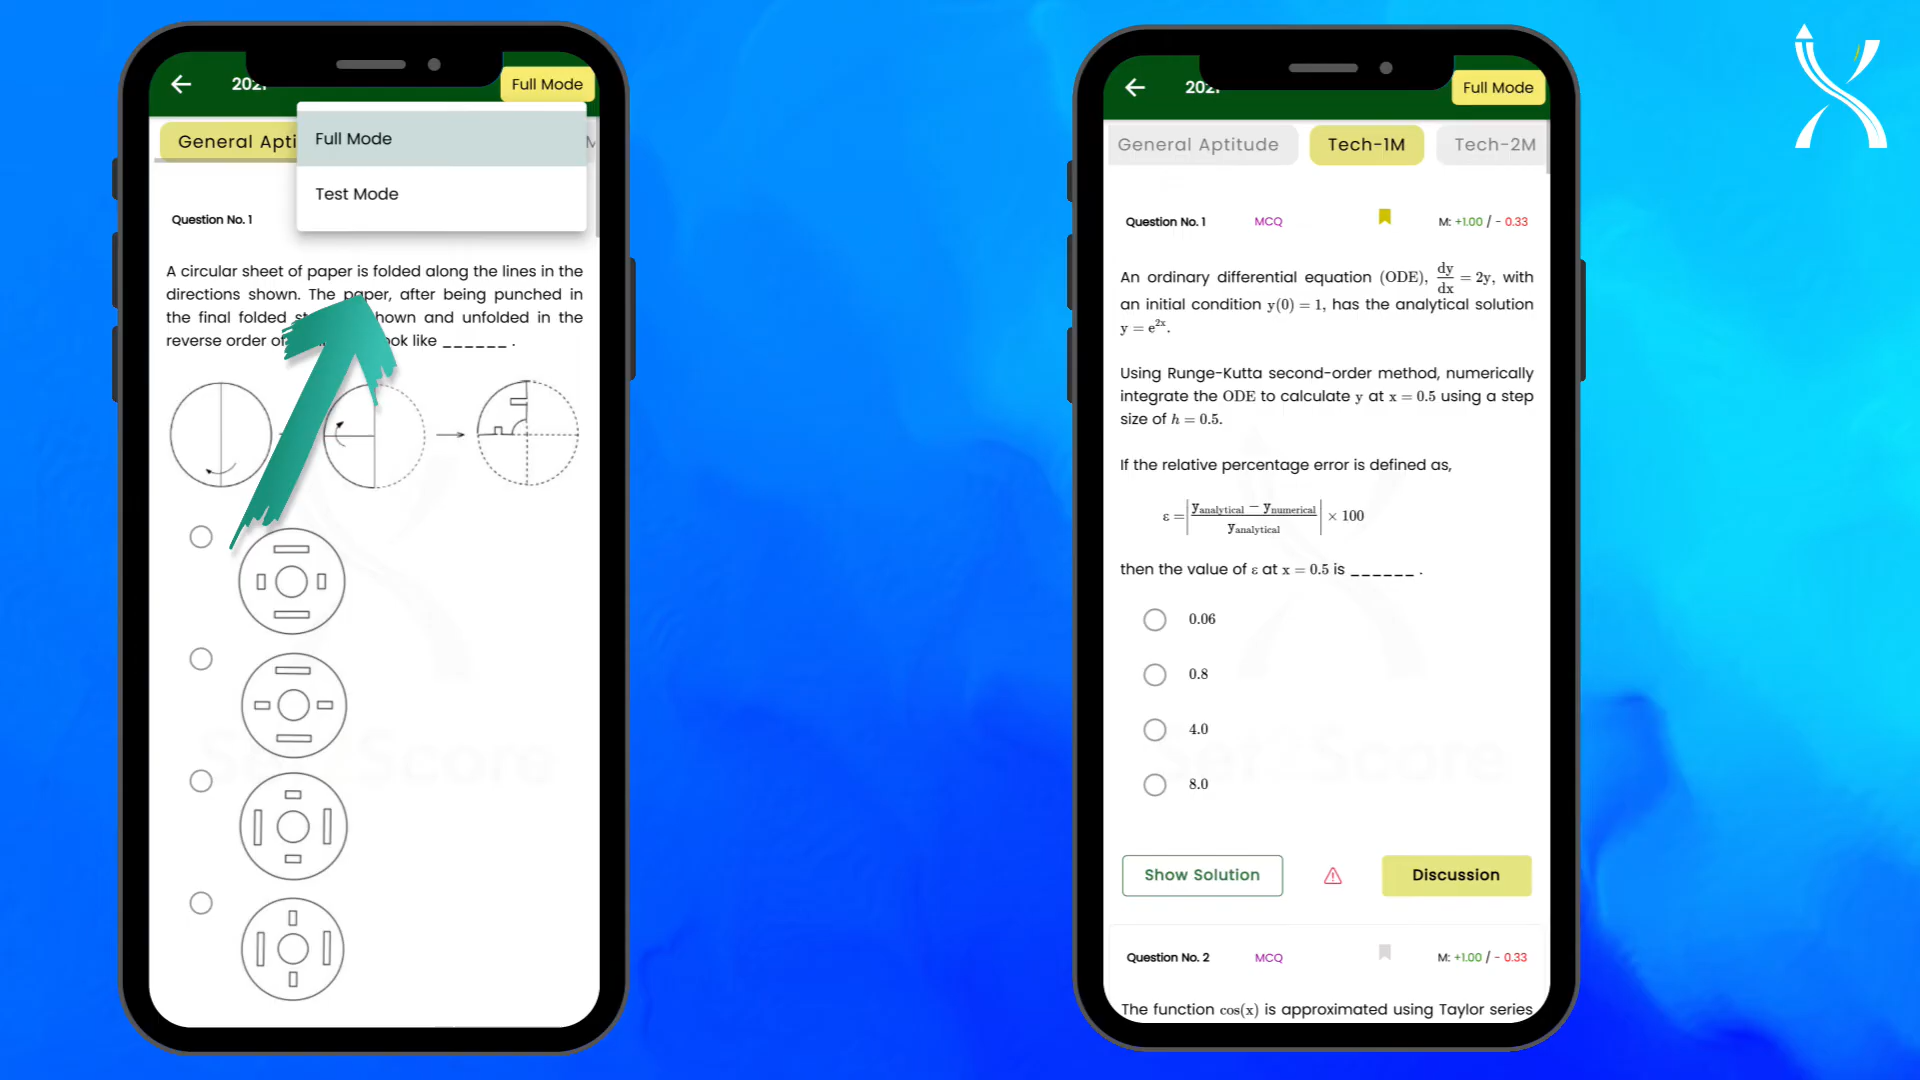 2021
Full Mode
General Apti
Full Mode
Test Mode
Question No. 1
A circular sheet of paper is folded along the lines in the
directions shown. The paper, after being punched in
the final folded st hown and unfolded in the
reverse order of ok like ______ .
Set2Score
2021
Full Mode
General Aptitude
Tech-1M
Tech-2M
Question No. 1 MCQ M: +1.00 / - 0.33
An ordinary differential equation (ODE), dy/dx = 2y, with
an initial condition y(0) = 1, has the analytical solution
y = e^2x.
Using Runge-Kutta second-order method, numerically
integrate the ODE to calculate y at x = 0.5 using a step
size of h = 0.5.
If the relative percentage error is defined as,
ε = |(y_analytical − y_numerical)/y_analytical| × 100
then the value of ε at x = 0.5 is ______ .
0.06
0.8
4.0
8.0
Set2Score
Show Solution
Discussion
Question No. 2 MCQ M: +1.00 / - 0.33
The function cos(x) is approximated using Taylor series